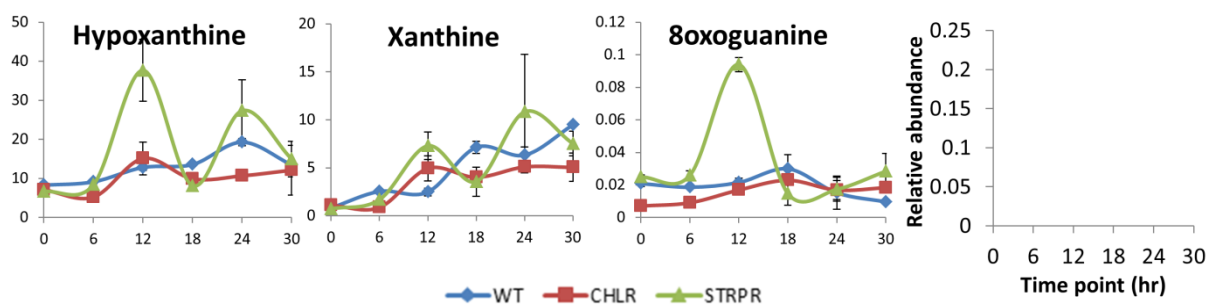 Hypoxanthine
50
40
30
20
10
0
0 6 12 18 24 30
Xanthine
20
15
10
5
0
0 6 12 18 24 30
8oxoguanine
0.12
0.1
0.08
0.06
0.04
0.02
0
0 6 12 18 24 30
Relative abundance
0.25
0.2
0.15
0.1
0.05
0
0 6 12 18 24 30
Time point (hr)
WT CHLR STRPR